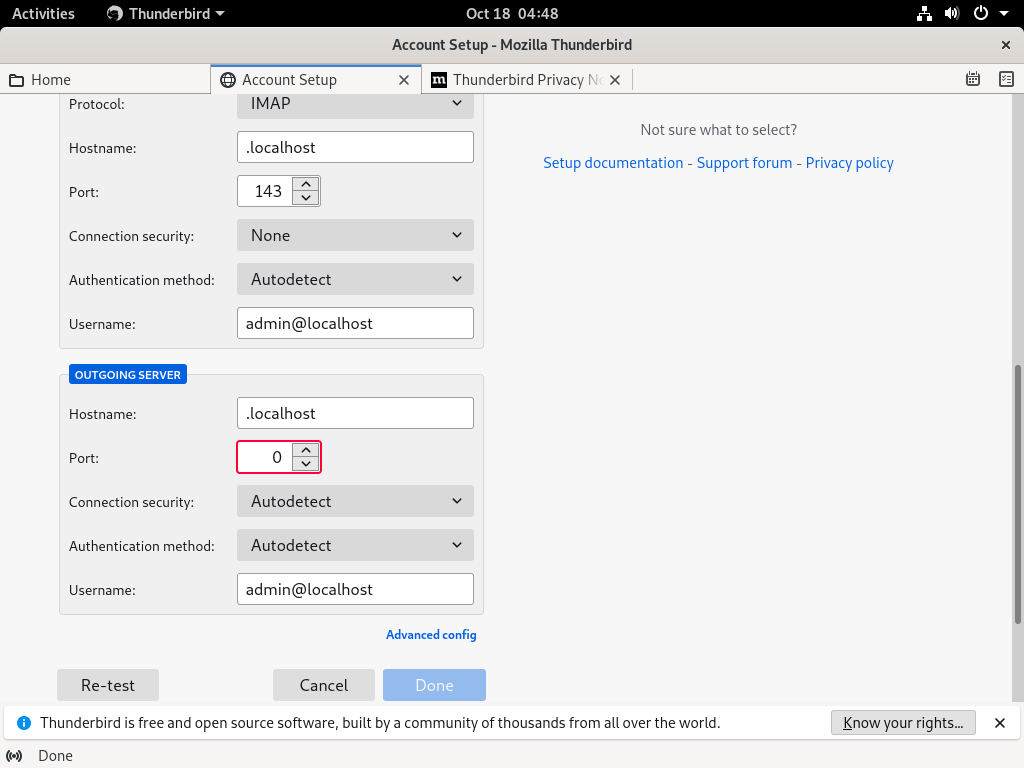 Activities Thunderbird Oct 18 04:48
Account Setup - Mozilla Thunderbird
Home Account Setup Thunderbird Privacy No
Protocol: IMAP
Not sure what to select?
Hostname: .localhost
Setup documentation - Support forum - Privacy policy
Port: 143
Connection security: None
Authentication method: Autodetect
Username: admin@localhost
OUTGOING SERVER
Hostname: .localhost
Port: 0
Connection security: Autodetect
Authentication method: Autodetect
Username: admin@localhost
Advanced config
Re-test Cancel Done
Thunderbird is free and open source software, built by a community of thousands from all over the world. Know your rights...
Done